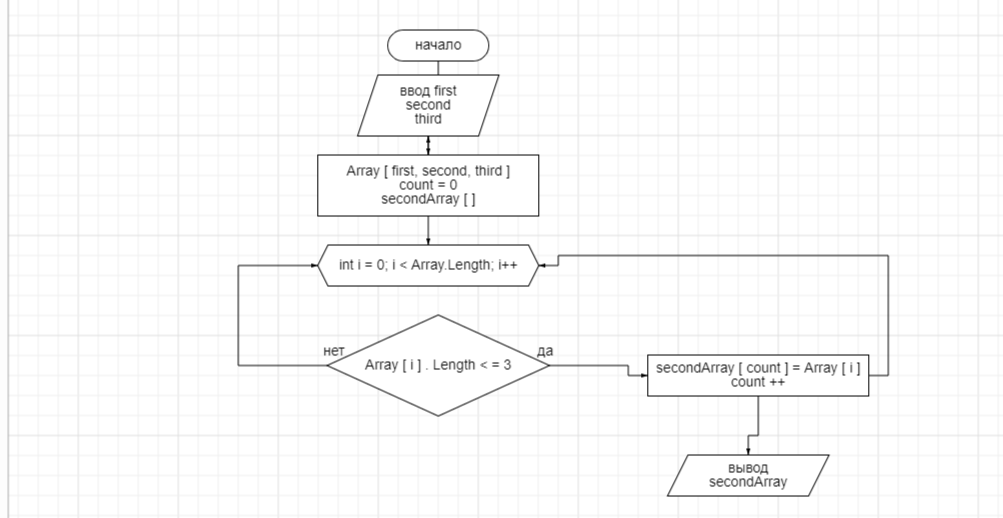 начало
ввод first
second
third
Array [ first, second, third ]
count = 0
secondArray [ ]
int i = 0; i < Array.Length; i++
нет
Array [ i ] . Length < = 3
да
secondArray [ count ] = Array [ i ]
count ++
вывод
secondArray